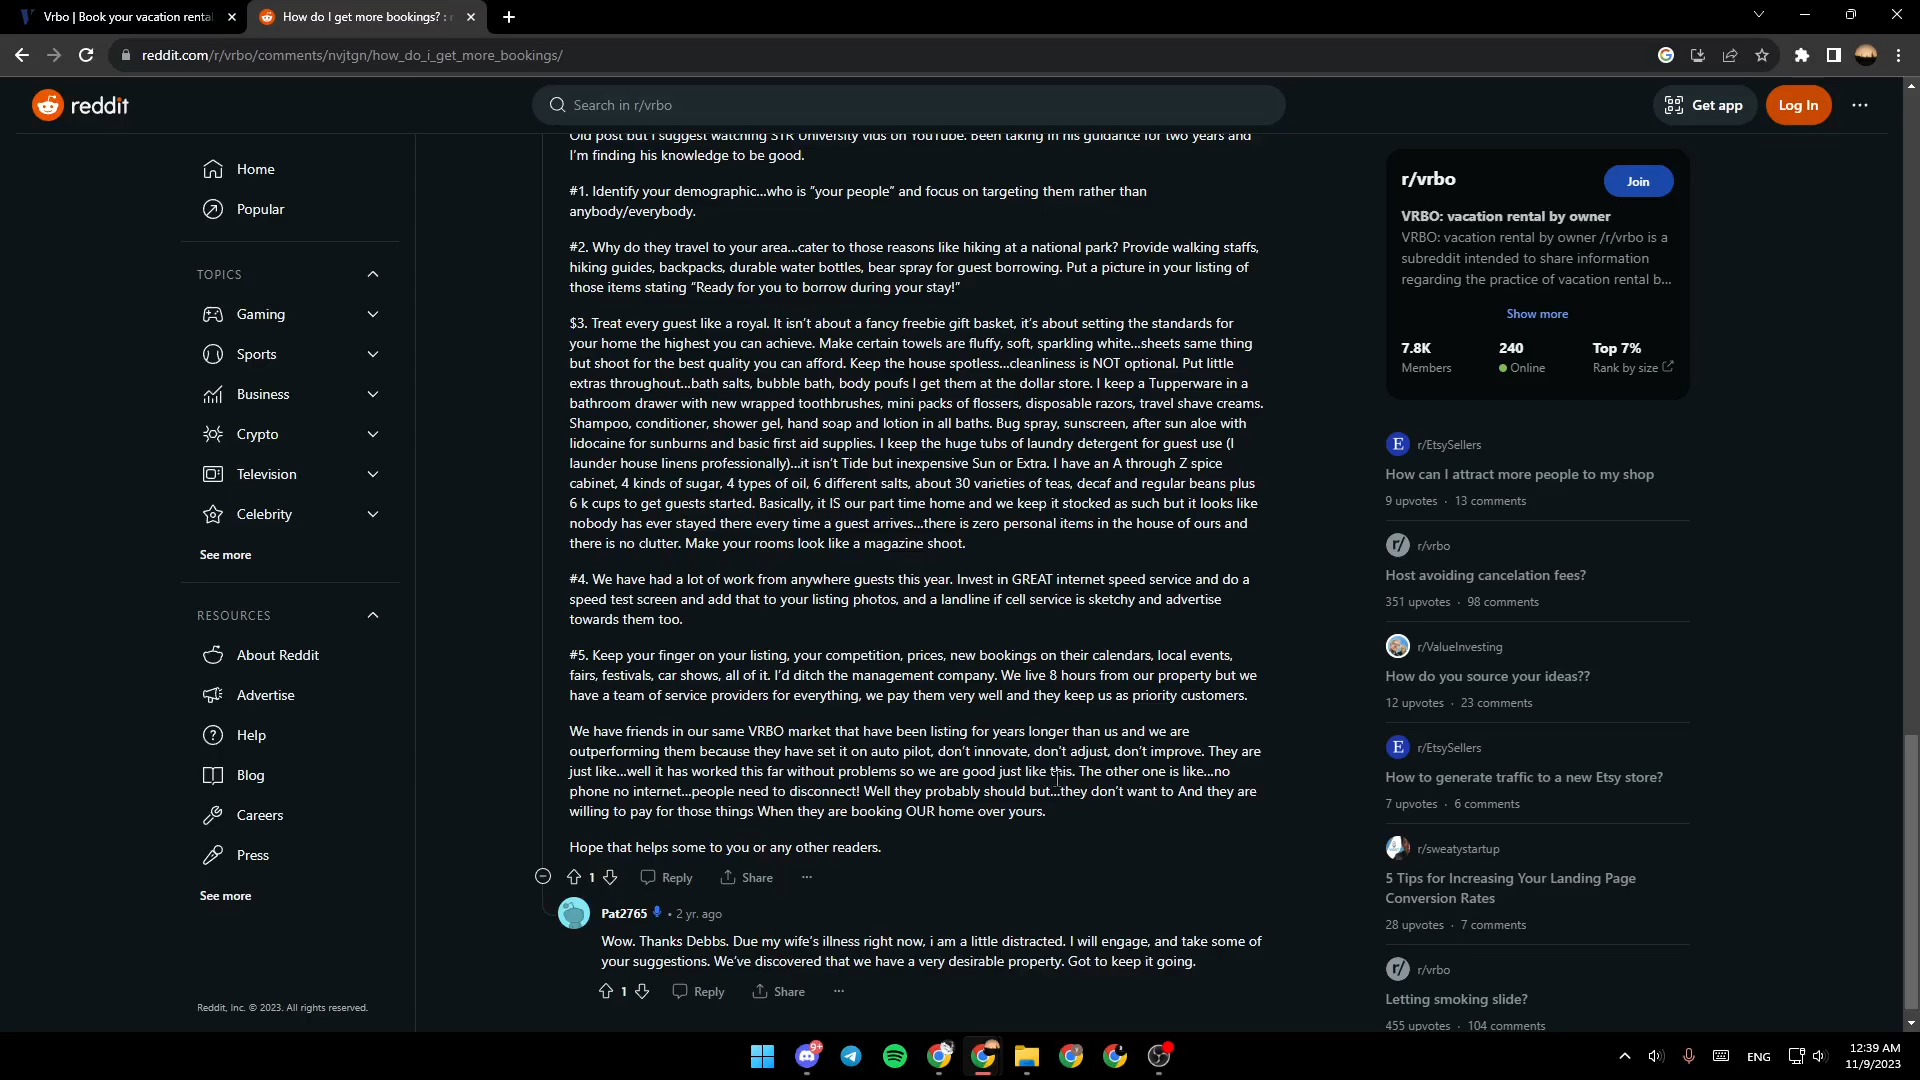 Vrbo | Book your vacation rental
How do I get more bookings? : r
reddit.com/r/vrbo/comments/nvjtgn/how_do_i_get_more_bookings/
reddit
Search in r/vrbo
Get app
Log In
Home
Popular
TOPICS
Gaming
Sports
Business
Crypto
Television
Celebrity
See more
RESOURCES
About Reddit
Advertise
Help
Blog
Careers
Press
See more
Reddit, Inc. © 2023. All rights reserved.
Old post but I suggest watching STR University vids on YouTube. Been taking in his guidance for two years and
I'm finding his knowledge to be good.
#1. Identify your demographic...who is "your people" and focus on targeting them rather than
anybody/everybody.
#2. Why do they travel to your area...cater to those reasons like hiking at a national park? Provide walking staffs,
hiking guides, backpacks, durable water bottles, bear spray for guest borrowing. Put a picture in your listing of
those items stating "Ready for you to borrow during your stay!"
$3. Treat every guest like a royal. It isn't about a fancy freebie gift basket, it's about setting the standards for
your home the highest you can achieve. Make certain towels are fluffy, soft, sparkling white...sheets same thing
but shoot for the best quality you can afford. Keep the house spotless...cleanliness is NOT optional. Put little
extras throughout...bath salts, bubble bath, body poufs I get them at the dollar store. I keep a Tupperware in a
bathroom drawer with new wrapped toothbrushes, mini packs of flossers, disposable razors, travel shave creams.
Shampoo, conditioner, shower gel, hand soap and lotion in all baths. Bug spray, sunscreen, after sun aloe with
lidocaine for sunburns and basic first aid supplies. I keep the huge tubs of laundry detergent for guest use (I
launder house linens professionally)...it isn't Tide but inexpensive Sun or Extra. I have an A through Z spice
cabinet, 4 kinds of sugar, 4 types of oil, 6 different salts, about 30 varieties of teas, decaf and regular beans plus
6 k cups to get guests started. Basically, it IS our part time home and we keep it stocked as such but it looks like
nobody has ever stayed there every time a guest arrives...there is zero personal items in the house of ours and
there is no clutter. Make your rooms look like a magazine shoot.
#4. We have had a lot of work from anywhere guests this year. Invest in GREAT internet speed service and do a
speed test screen and add that to your listing photos, and a landline if cell service is sketchy and advertise
towards them too.
#5. Keep your finger on your listing, your competition, prices, new bookings on their calendars, local events,
fairs, festivals, car shows, all of it. I'd ditch the management company. We live 8 hours from our property but we
have a team of service providers for everything, we pay them very well and they keep us as priority customers.
We have friends in our same VRBO market that have been listing for years longer than us and we are
outperforming them because they have set it on auto pilot, don't innovate, don't adjust, don't improve. They are
just like...well it has worked this far without problems so we are good just like this. The other one is like...no
phone no internet...people need to disconnect! Well they probably should but...they don't want to And they are
willing to pay for those things When they are booking OUR home over yours.
Hope that helps some to you or any other readers.
1 Reply Share
Pat2765 • 2 yr. ago
Wow. Thanks Debbs. Due my wife's illness right now, i am a little distracted. I will engage, and take some of
your suggestions. We've discovered that we have a very desirable property. Got to keep it going.
1 Reply Share
r/vrbo
Join
VRBO: vacation rental by owner
VRBO: vacation rental by owner /r/vrbo is a
subreddit intended to share information
regarding the practice of vacation rental b...
Show more
7.8K 240 Top 7%
Members Online Rank by size
E r/EtsySellers
How can I attract more people to my shop
9 upvotes · 13 comments
r/ r/vrbo
Host avoiding cancelation fees?
351 upvotes · 98 comments
r/ValueInvesting
How do you source your ideas??
12 upvotes · 23 comments
E r/EtsySellers
How to generate traffic to a new Etsy store?
7 upvotes · 6 comments
r/sweatystartup
5 Tips for Increasing Your Landing Page
Conversion Rates
28 upvotes · 7 comments
r/ r/vrbo
Letting smoking slide?
455 upvotes · 104 comments
9+
ENG
12:39 AM
11/9/2023